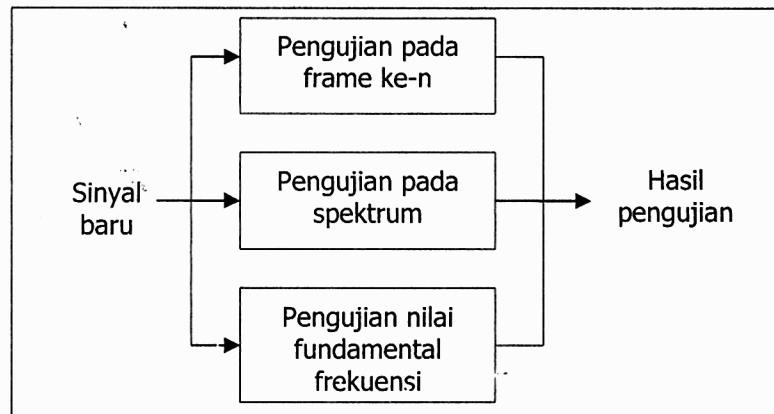 Pengujian pada
frame ke-n
Sinyal
baru
Pengujian pada
spektrum
Hasil
pengujian
Pengujian nilai
fundamental
frekuensi